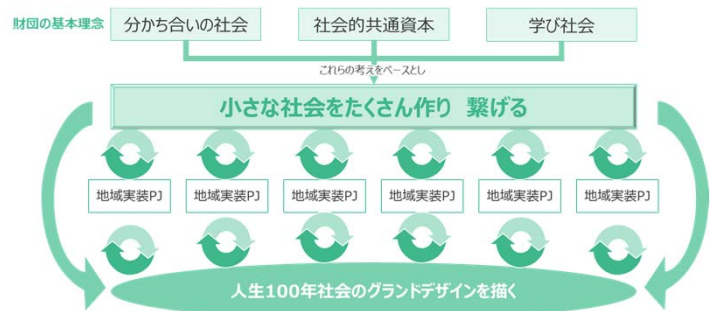 財団の基本理念
分かち合いの社会
社会的共通資本
学び社会
これらの考えをベースとし
小さな社会をたくさん作り 繋げる
地域実装PJ
地域実装PJ
地域実装PJ
地域実装PJ
地域実装PJ
地域実装PJ
人生100年社会のグランドデザインを描く